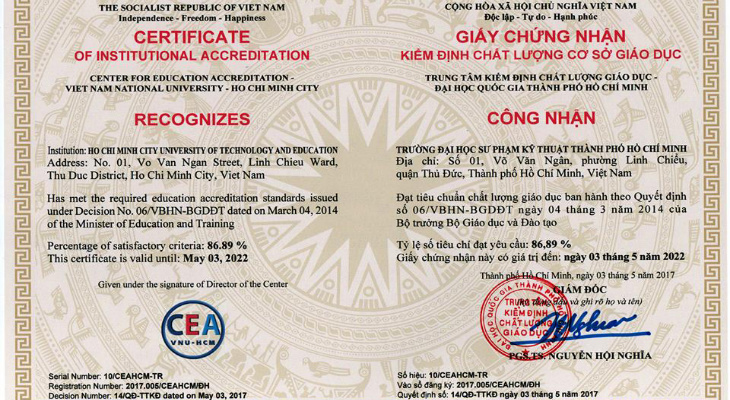 THE SOCIALIST REPUBLIC OF VIET NAM
Independence - Freedom - Happiness
CERTIFICATE
OF INSTITUTIONAL ACCREDITATION
CENTER FOR EDUCATION ACCREDITATION -
VIET NAM NATIONAL UNIVERSITY - HO CHI MINH CITY
RECOGNIZES
Institution: HO CHI MINH CITY UNIVERSITY OF TECHNOLOGY AND EDUCATION
Address: No. 01, Vo Van Ngan Street, Linh Chieu Ward,
Thu Duc District, Ho Chi Minh City, Viet Nam
Has met the required education accreditation standards issued
under Decision No. 06/VBHN-BGDĐT dated on March 04, 2014
of the Minister of Education and Training
Percentage of satisfactory criteria: 86.89 %
This certificate is valid until: May 03, 2022
Given under the signature of Director of the Center
CEA
VNU-HCM
Serial Number: 10/CEAHCM-TR
Registration Number: 2017.005/CEAHCM/ĐH
Decision Number: 14/QĐ-TTKĐ dated on May 03, 2017
CỘNG HÒA XÃ HỘI CHỦ NGHĨA VIỆT NAM
Độc lập - Tự do - Hạnh phúc
GIẤY CHỨNG NHẬN
KIỂM ĐỊNH CHẤT LƯỢNG CƠ SỞ GIÁO DỤC
TRUNG TÂM KIỂM ĐỊNH CHẤT LƯỢNG GIÁO DỤC -
ĐẠI HỌC QUỐC GIA THÀNH PHỐ HỒ CHÍ MINH
CÔNG NHẬN
TRƯỜNG ĐẠI HỌC SƯ PHẠM KỸ THUẬT THÀNH PHỐ HỒ CHÍ MINH
Địa chỉ: Số 01, Võ Văn Ngân, phường Linh Chiểu,
quận Thủ Đức, Thành phố Hồ Chí Minh, Việt Nam
Đạt tiêu chuẩn chất lượng giáo dục ban hành theo Quyết định
số 06/VBHN-BGDĐT ngày 04 tháng 3 năm 2014 của
Bộ trưởng Bộ Giáo dục và Đào tạo
Tỷ lệ số tiêu chí đạt yêu cầu: 86,89 %
Giấy chứng nhận này có giá trị đến: ngày 03 tháng 5 năm 2022
Thành phố Hồ Chí Minh, ngày 03 tháng 5 năm 2017
GIÁM ĐỐC
dấu và ghi rõ họ và tên)
TRUNG TÂM
KIỂM ĐỊNH
CHẤT LƯỢNG
GIÁO DỤC
PGS.TS. NGUYỄN HỘI NGHĨA
Số hiệu: 10/CEAHCM-TR
Vào sổ đăng ký: 2017.005/CEAHCM/ĐH
Quyết định số: 14/QĐ-TTKĐ ngày 03 tháng 5 năm 2017